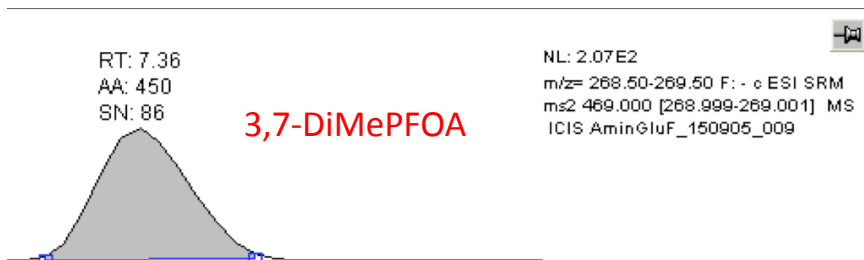 RT: 7.36
AA: 450
SN: 86
3,7-DiMePFOA
NL: 2.07E2
m/z= 268.50-269.50 F: - c ESI SRM
ms2 469.000 [268.999-269.001] MS
ICIS AminGluF_150905_009